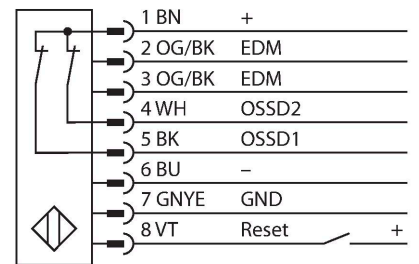 1 BN +
2 OG/BK EDM
3 OG/BK EDM
4 WH OSSD2
5 BK OSSD1
6 BU –
7 GNYE GND
8 VT Reset +